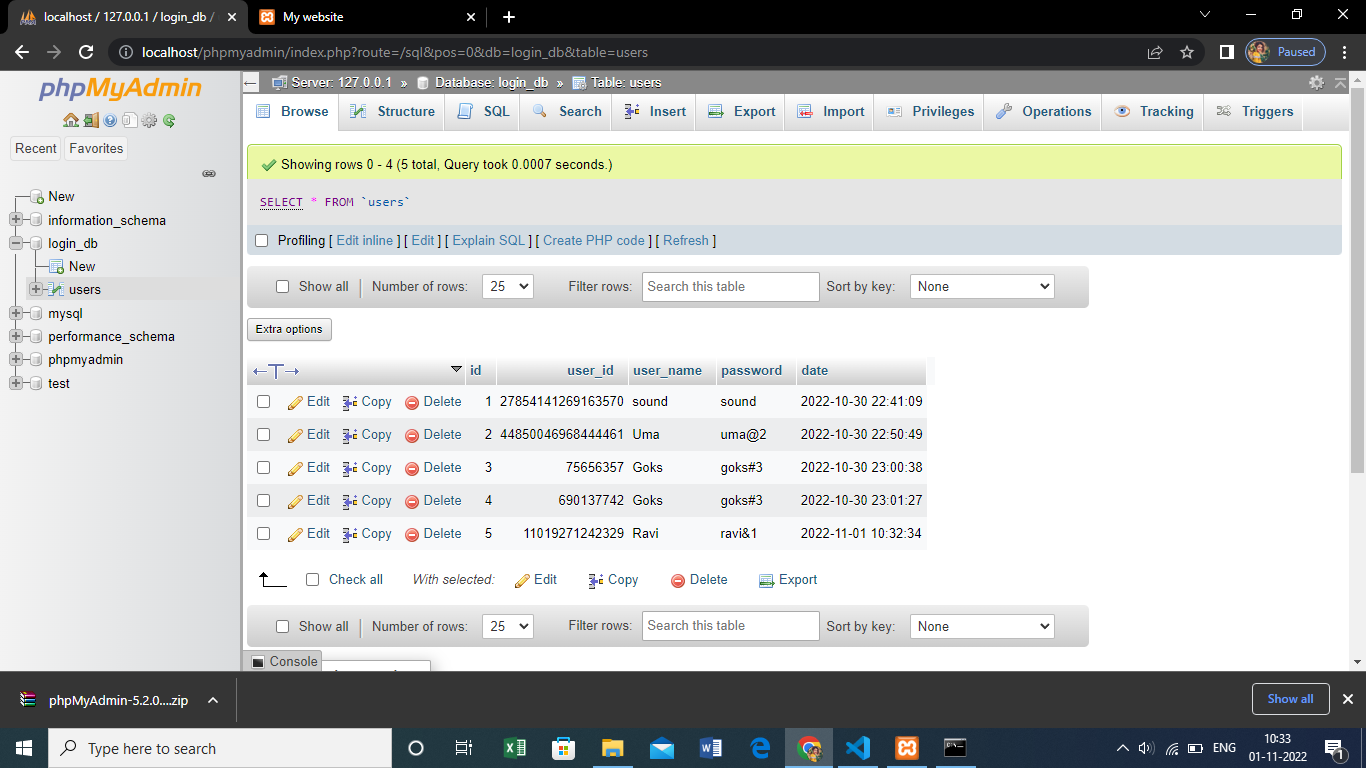 localhost / 127.0.0.1 / login_db /
My website
localhost/phpmyadmin/index.php?route=/sql&pos=0&db=login_db&table=users
Paused
phpMyAdmin
Recent Favorites
New
information_schema
login_db
New
users
mysql
performance_schema
phpmyadmin
test
Server: 127.0.0.1 » Database: login_db » Table: users
Browse Structure SQL Search Insert Export Import Privileges Operations Tracking Triggers
Showing rows 0 - 4 (5 total, Query took 0.0007 seconds.)
SELECT * FROM `users`
Profiling [ Edit inline ] [ Edit ] [ Explain SQL ] [ Create PHP code ] [ Refresh ]
Show all Number of rows: 25 Filter rows: Search this table Sort by key: None
Extra options
←T→ id user_id user_name password date
Edit Copy Delete 1 27854141269163570 sound sound 2022-10-30 22:41:09
Edit Copy Delete 2 44850046968444461 Uma uma@2 2022-10-30 22:50:49
Edit Copy Delete 3 75656357 Goks goks#3 2022-10-30 23:00:38
Edit Copy Delete 4 690137742 Goks goks#3 2022-10-30 23:01:27
Edit Copy Delete 5 11019271242329 Ravi ravi&1 2022-11-01 10:32:34
Check all With selected: Edit Copy Delete Export
Show all Number of rows: 25 Filter rows: Search this table Sort by key: None
Console
phpMyAdmin-5.2.0....zip
Show all
Type here to search
ENG
10:33
01-11-2022
1